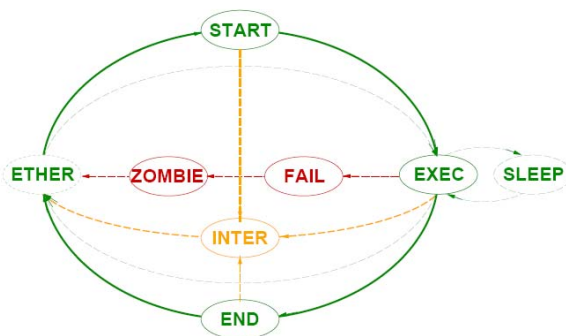 START
ETHER ZOMBIE FAIL EXEC SLEEP
INTER
END